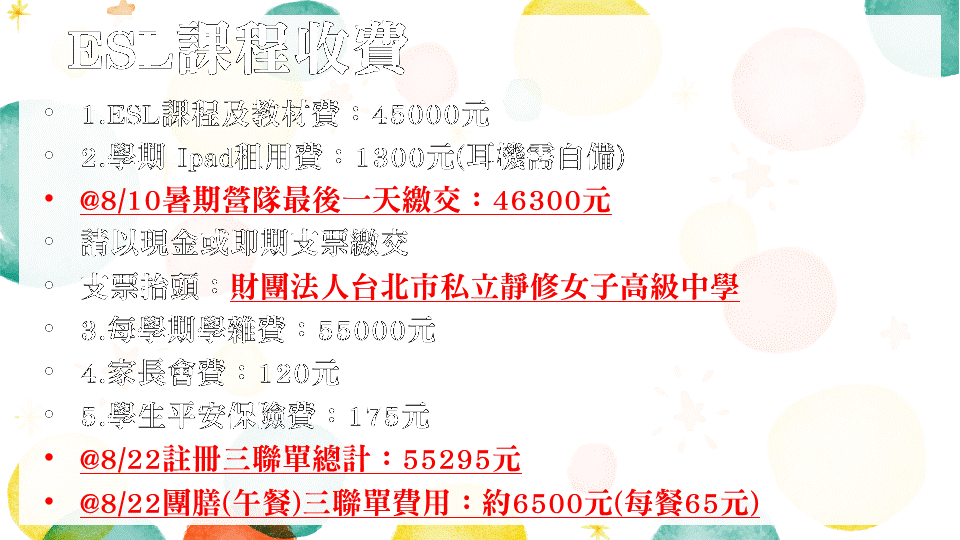 ESL課程收費
• 1.ESL課程及教材費：45000元
• 2.學期 Ipad租用費：1300元(耳機需自備)
• @8/10暑期營隊最後一天繳交：46300元
• 請以現金或即期支票繳交
• 支票抬頭：財團法人台北市私立靜修女子高級中學
• 3.每學期學雜費：55000元
• 4.家長會費：120元
• 5.學生平安保險費：175元
• @8/22註冊三聯單總計：55295元
• @8/22團膳(午餐)三聯單費用：約6500元(每餐65元)